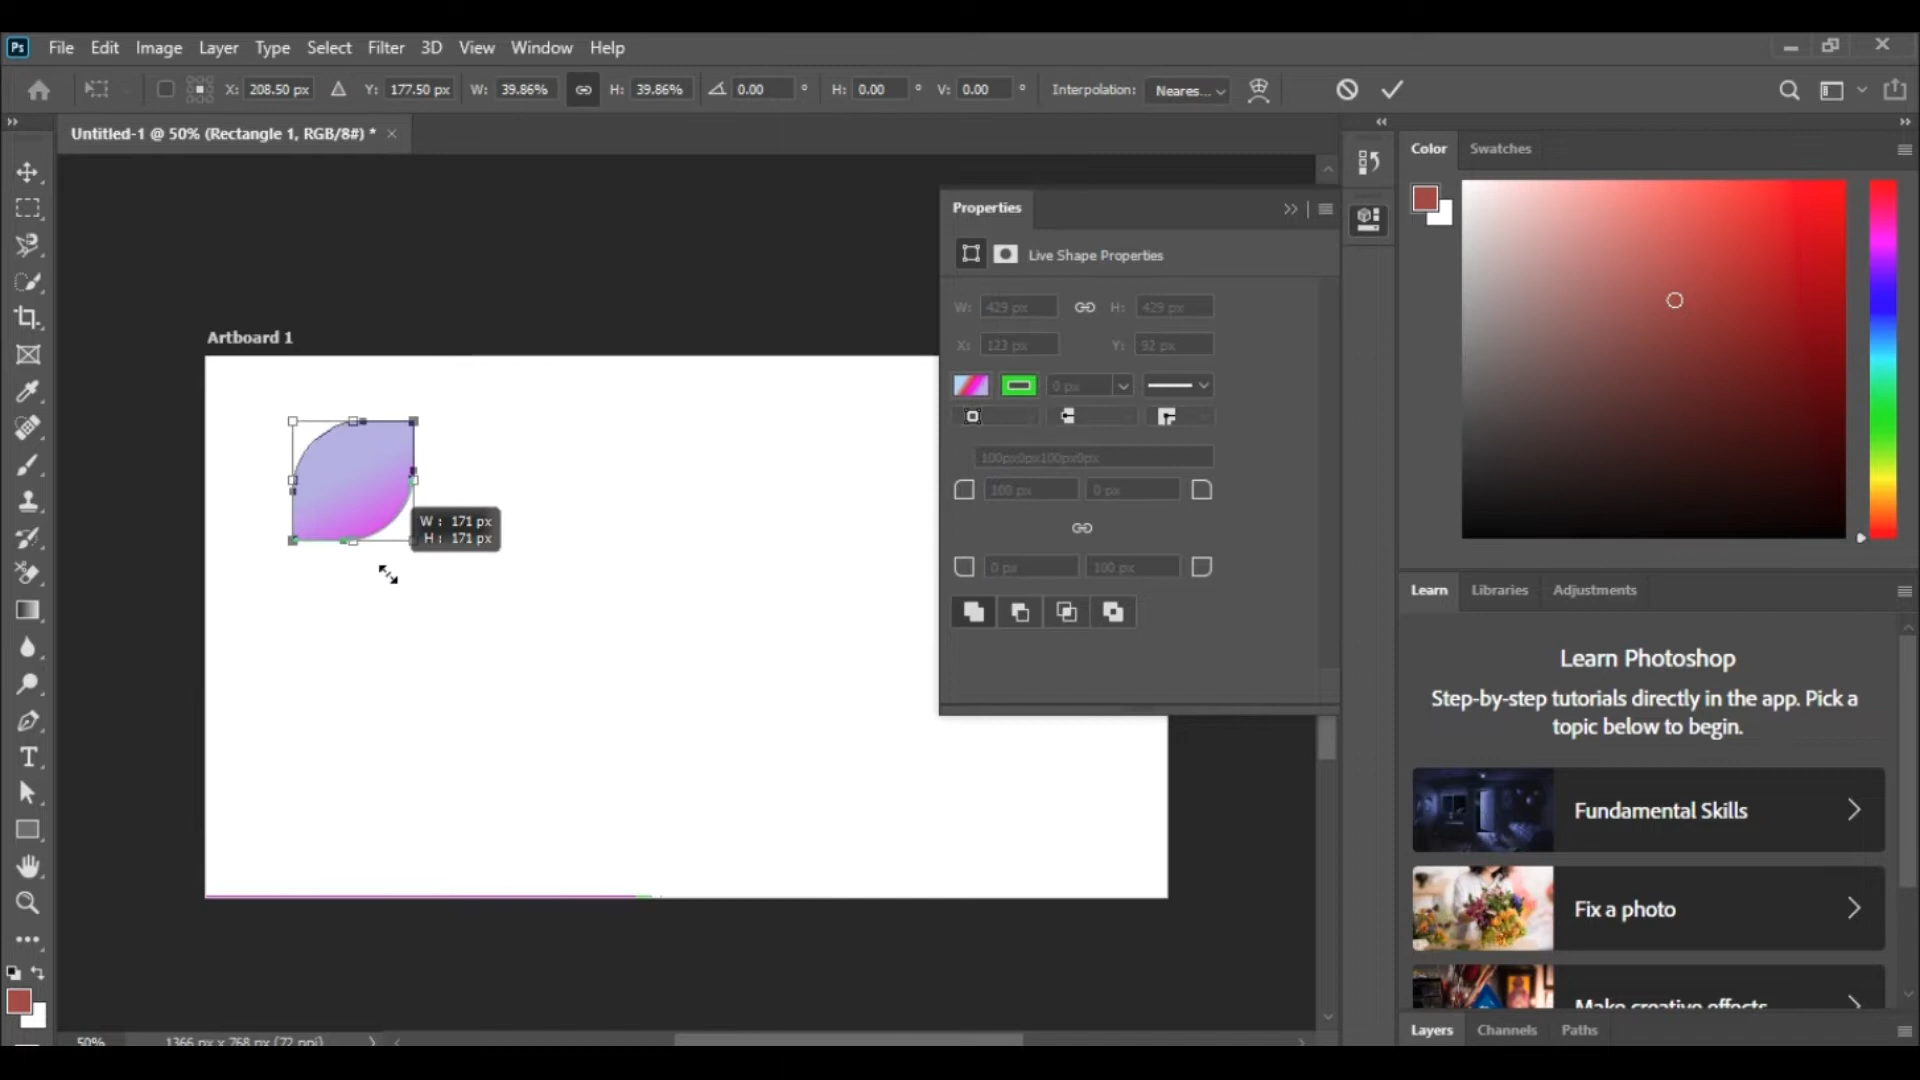 Ps File Edit Image Layer Type Select Filter 3D View Window Help
X: 208.50 px Y: 177.50 px W: 39.86% H: 39.86% 0.00 ° H: 0.00 ° V: 0.00 ° Interpolation: Neares...
Untitled-1 @ 50% (Rectangle 1, RGB/8#) * ×
Artboard 1
W : 171 px
H : 171 px
Properties
Live Shape Properties
W: 429 px H: 429 px
X: 123 px Y: 92 px
0 px
100px0px100px0px
100 px 0 px
0 px 100 px
Color Swatches
Learn Libraries Adjustments
Learn Photoshop
Step-by-step tutorials directly in the app. Pick a
topic below to begin.
Fundamental Skills
Fix a photo
Make creative effects
Layers Channels Paths
50% 1366 px x 768 px (72 ppi)